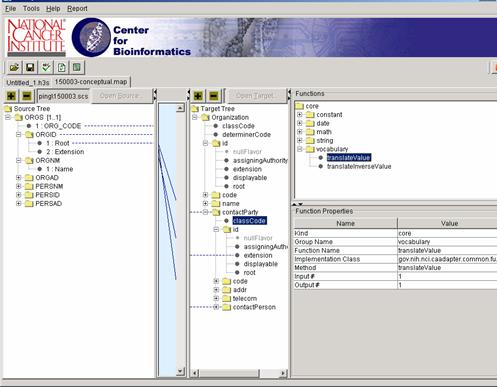 File Tools Help Report
NATIONAL
CANCER
INSTITUTE
Center
for
Bioinformatics
Untitled_1.h3s 150003-conceptual.map
pingt150003.scs Open Source...
Source Tree
ORGS [1..1]
1 : ORG_CODE
ORGID
1 : Root
2 : Extension
ORGNM
1 : Name
ORGAD
PERSNM
PERSID
PERSAD
Open Target...
Target Tree
Organization
classCode
determinerCode
id
nullFlavor
assigningAuthority
extension
displayable
root
code
name
contactParty
classCode
id
nullFlavor
assigningAuth
extension
displayable
root
code
addr
telecom
contactPerson
Functions
core
constant
date
math
string
vocabulary
translateValue
translateInverseValue
Function Properties
Name Value
Kind core
Group Name vocabulary
Function Name translateValue
Implementation Class gov.nih.nci.caadapter.common.fu
Method translateValue
Input # 1
Output # 1